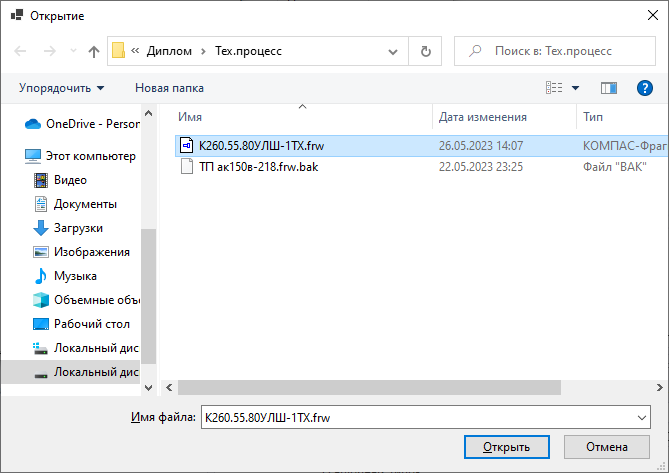 Открытие
« Диплом › Тех.процесс
Поиск в: Тех.процесс
Упорядочить
Новая папка
Имя
Дата изменения
Тип
OneDrive - Person
Этот компьютер
Видео
Документы
Загрузки
Изображения
Музыка
Объемные объе
Рабочий стол
Локальный дис
Локальный дис
К260.55.80УЛШ-1ТХ.frw
26.05.2023 14:07
КОМПАС-Фраг
ТП ак150в-218.frw.bak
22.05.2023 23:25
Файл "BAK"
Имя файла:
К260.55.80УЛШ-1ТХ.frw
Открыть
Отмена